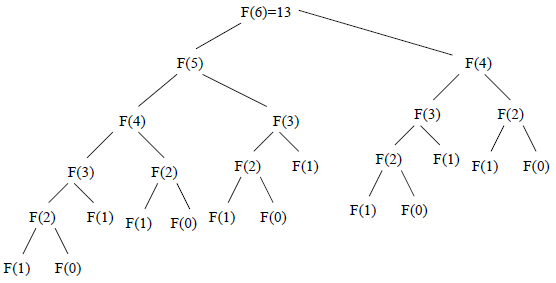 F(6)=13
F(5) F(4)
F(4) F(3) F(3) F(2)
F(3) F(2) F(2) F(1) F(2) F(1) F(1) F(0)
F(2) F(1) F(1) F(0) F(1) F(0) F(1) F(0)
F(1) F(0)